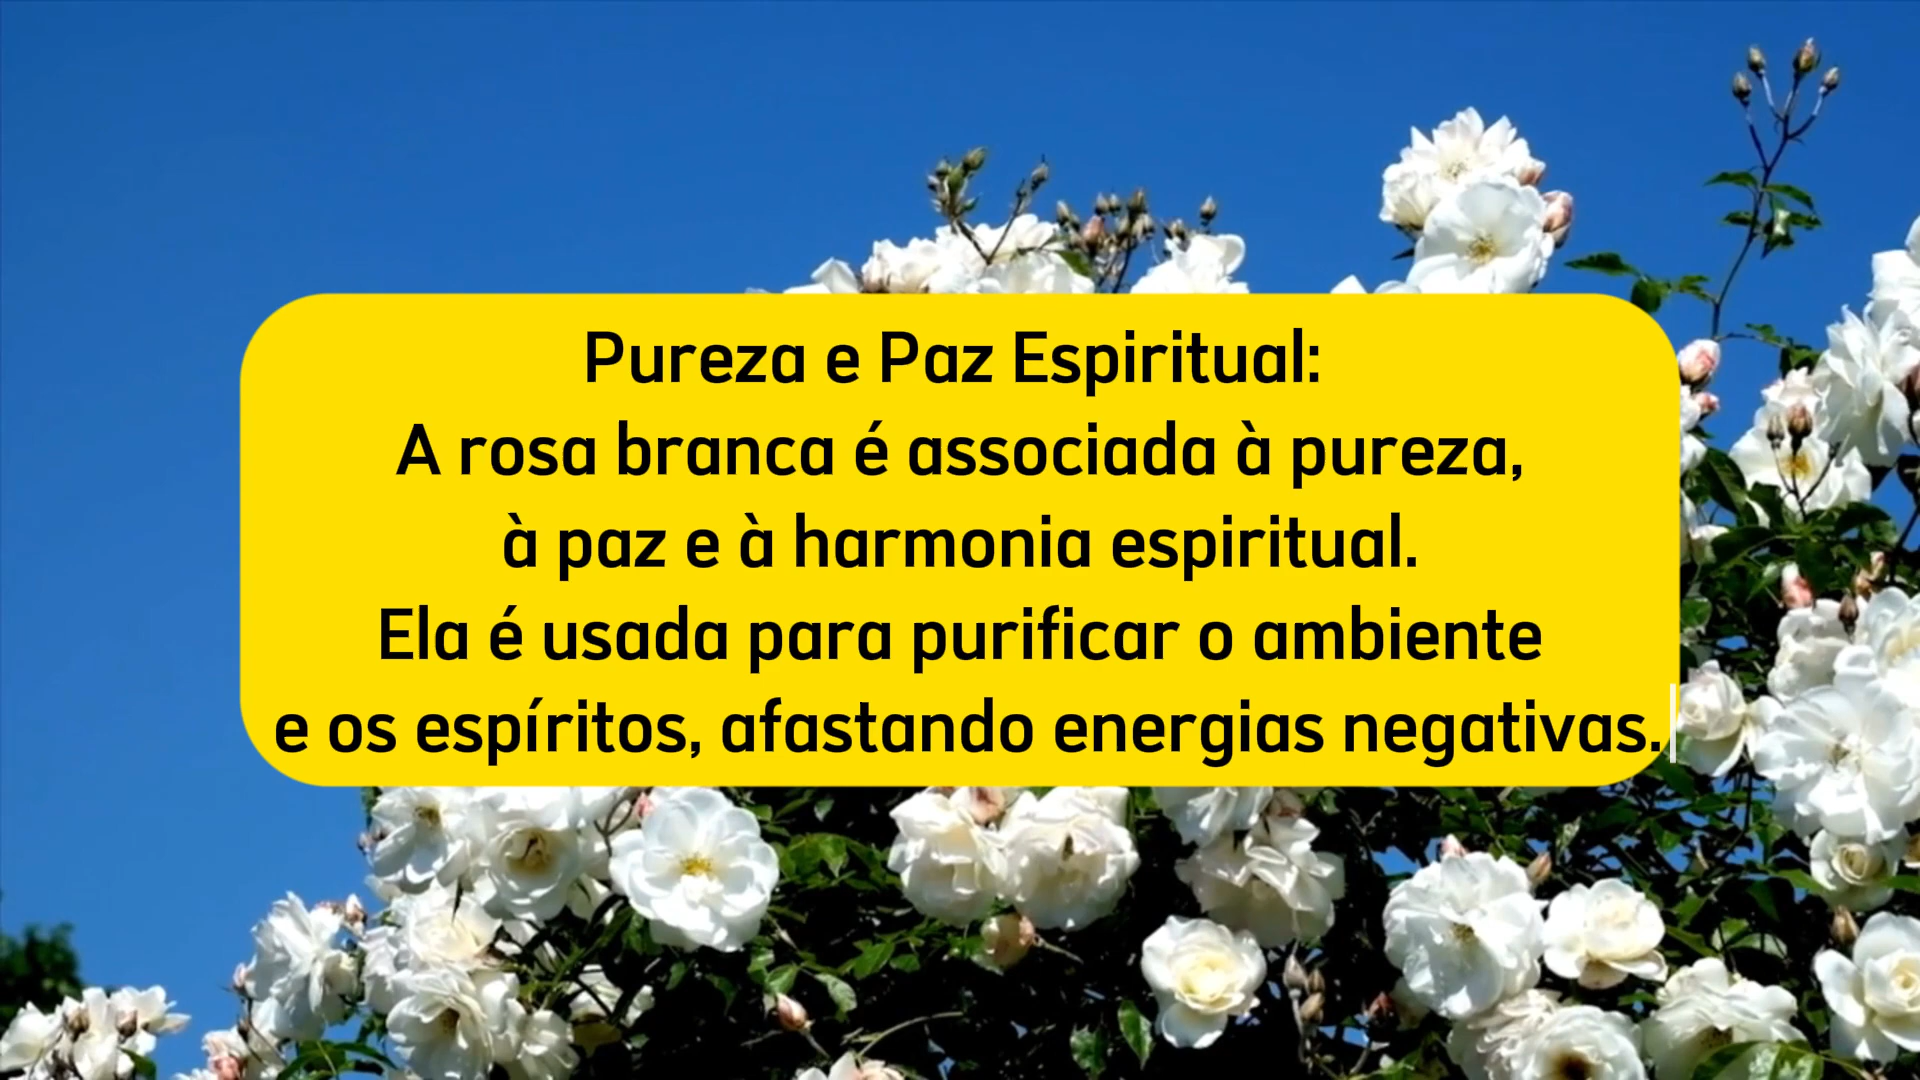 Pureza e Paz Espiritual:
A rosa branca é associada à pureza,
à paz e à harmonia espiritual.
Ela é usada para purificar o ambiente
e os espíritos, afastando energias negativas.